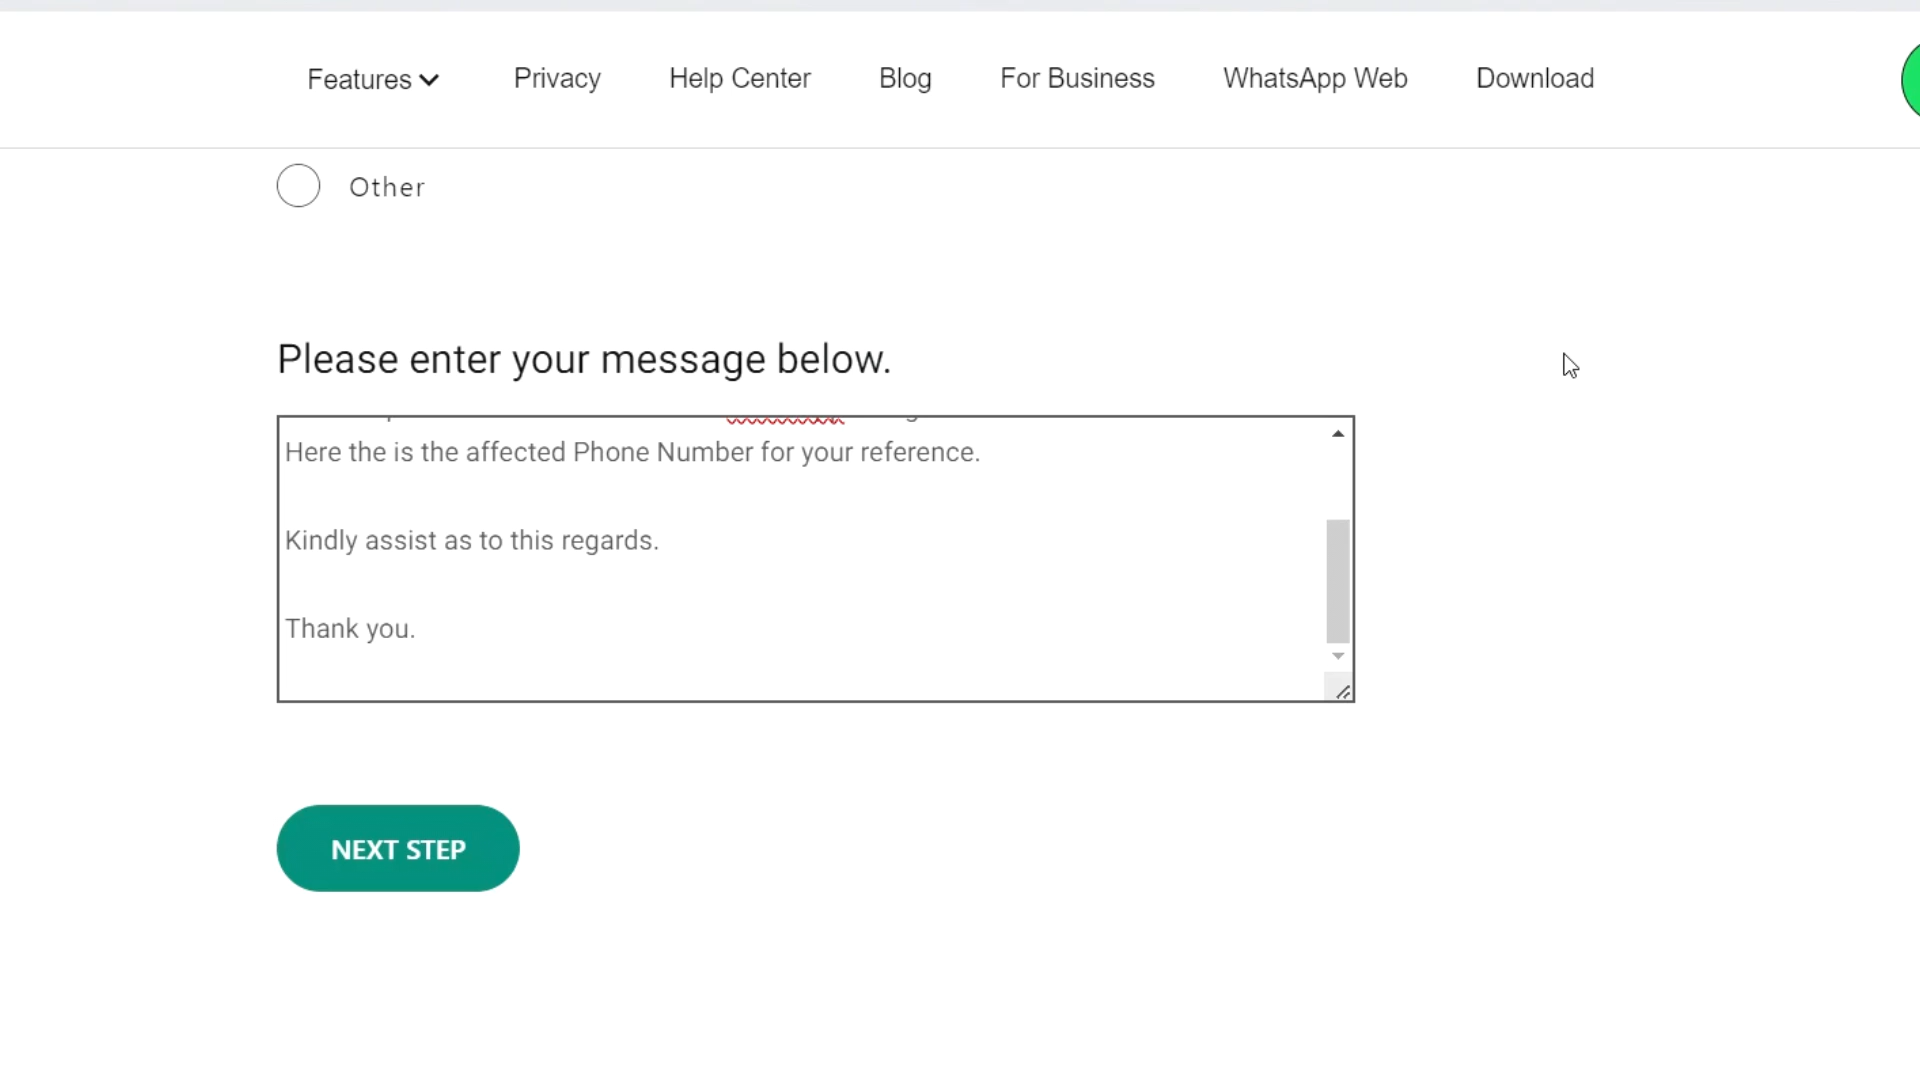 Features
Privacy
Help Center
Blog
For Business
WhatsApp Web
Download
Other
Please enter your message below.
Here the is the affected Phone Number for your reference.
Kindly assist as to this regards.
Thank you.
NEXT STEP